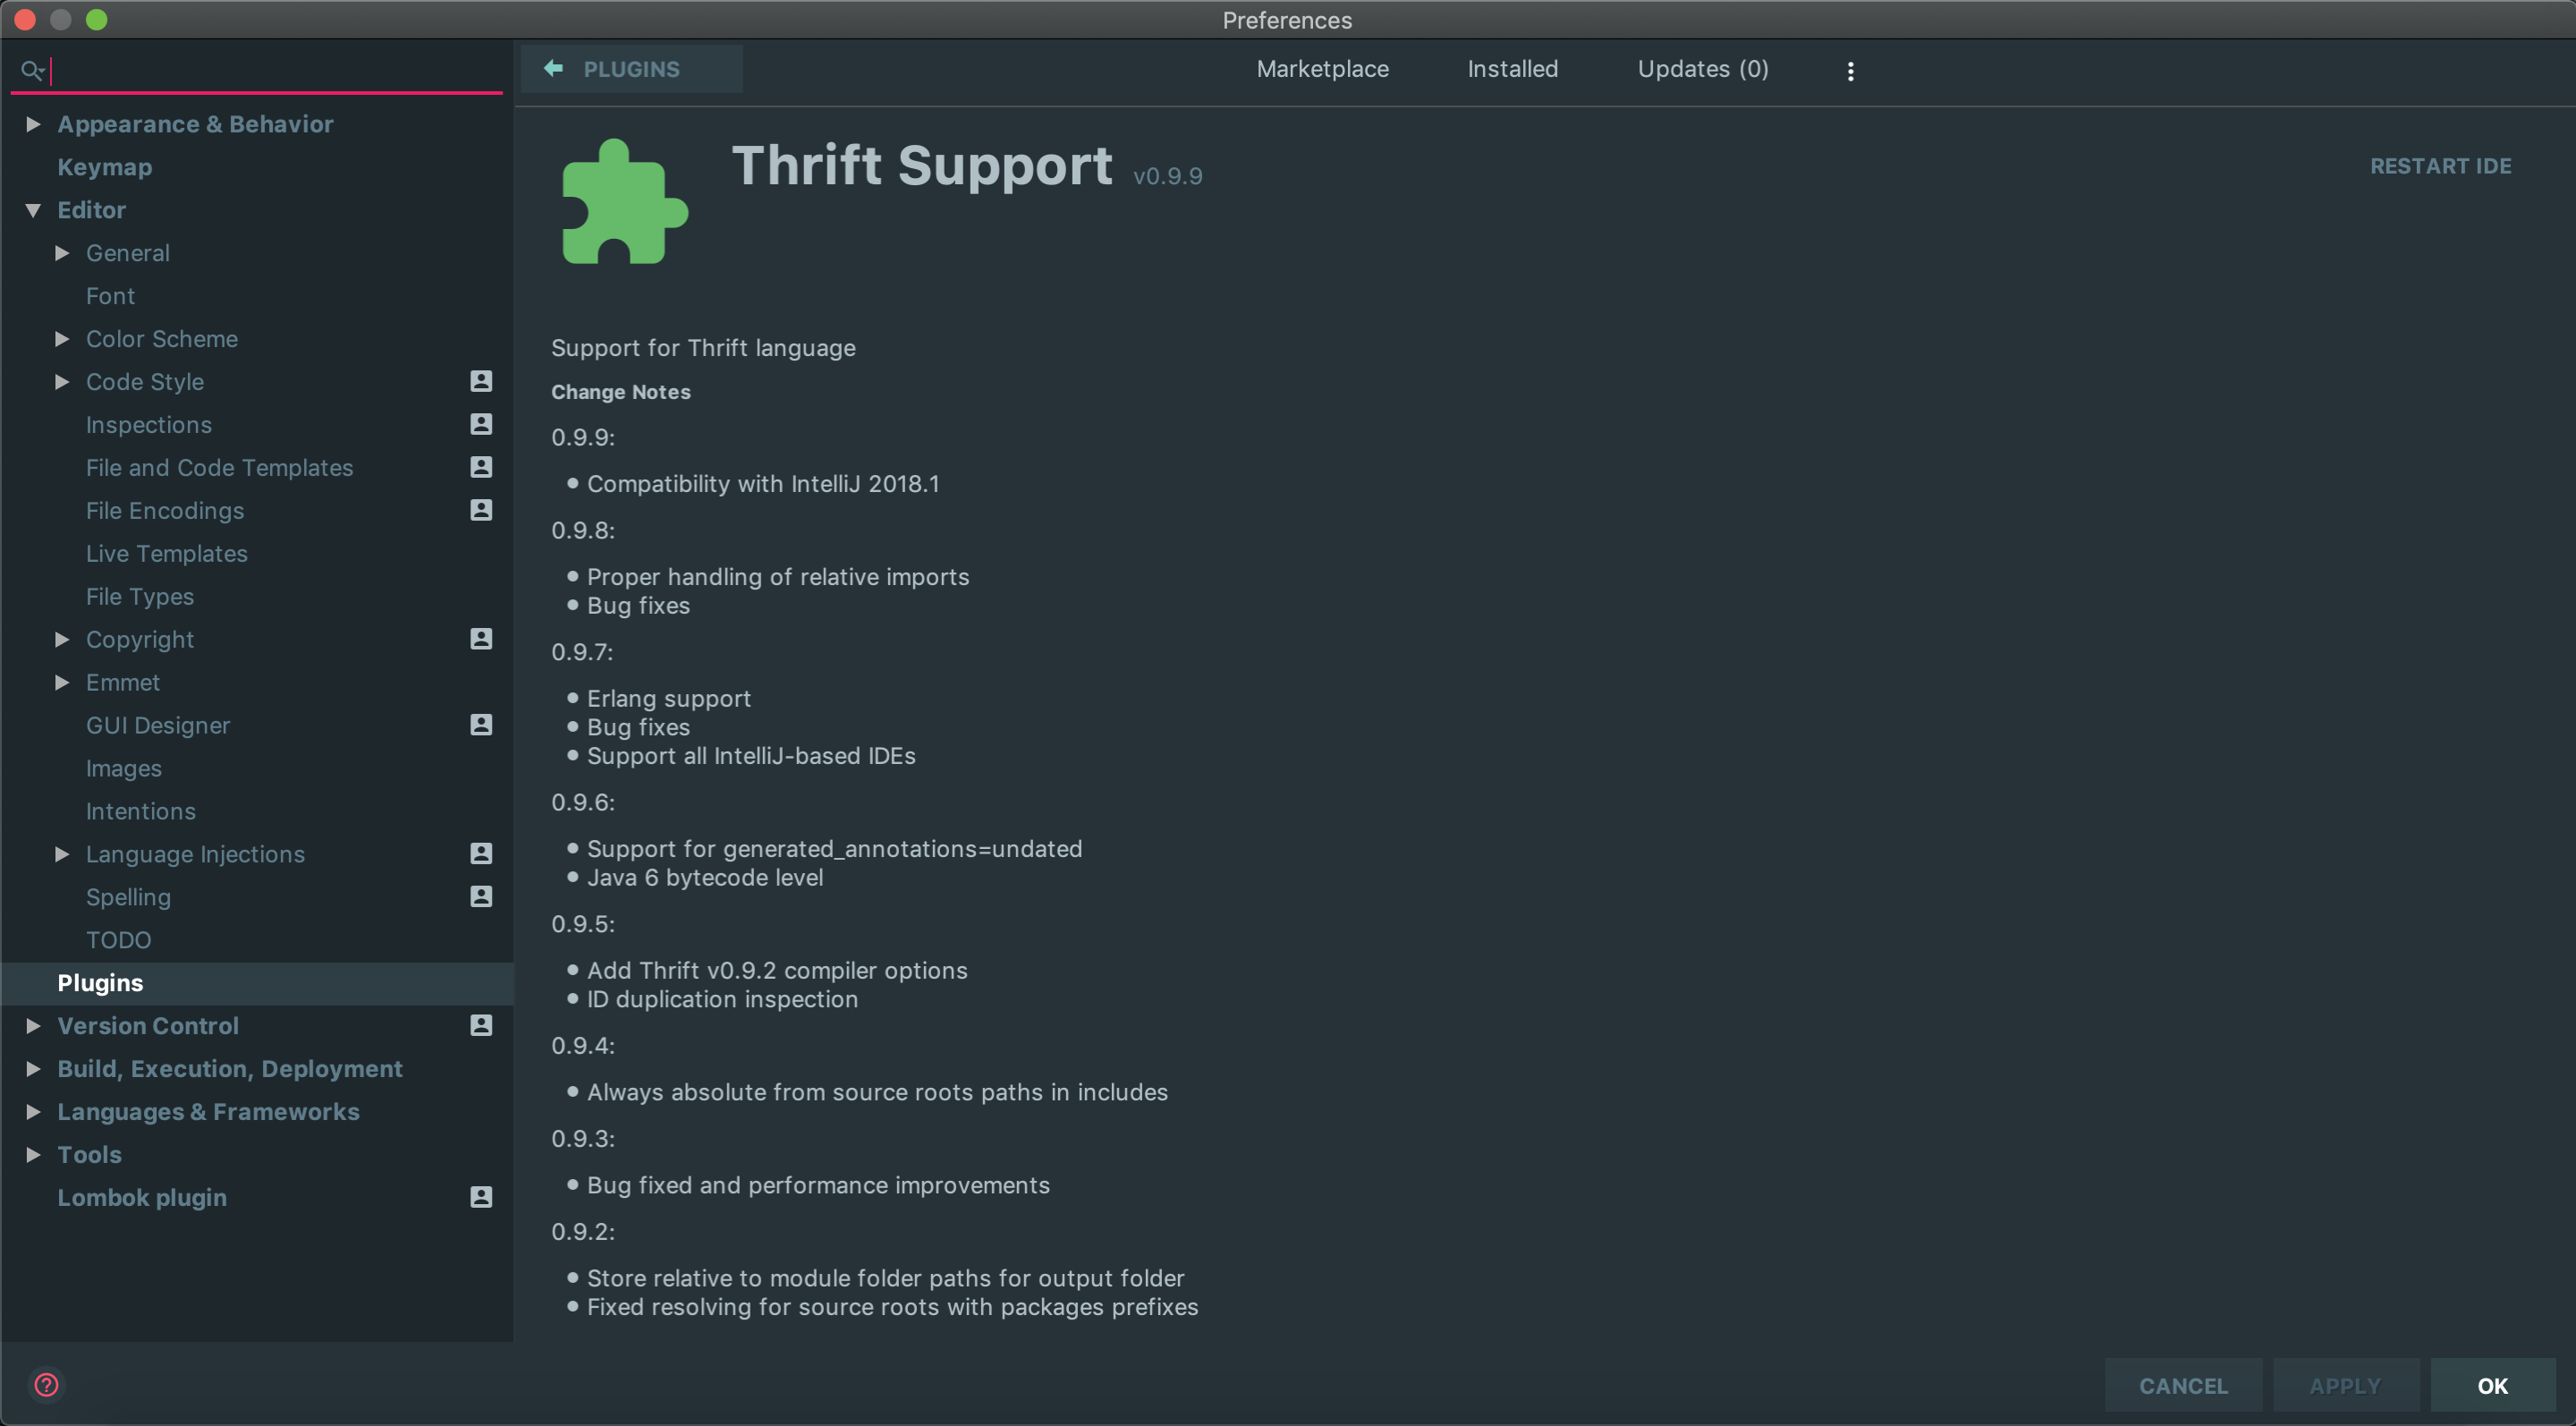 Preferences
Appearance & Behavior
Keymap
Editor
General
Font
Color Scheme
Code Style
Inspections
File and Code Templates
File Encodings
Live Templates
File Types
Copyright
Emmet
GUI Designer
Images
Intentions
Language Injections
Spelling
TODO
Plugins
Version Control
Build, Execution, Deployment
Languages & Frameworks
Tools
Lombok plugin
PLUGINS
Marketplace
Installed
Updates (0)
Thrift Support v0.9.9
RESTART IDE
Support for Thrift language
Change Notes
0.9.9:
• Compatibility with IntelliJ 2018.1
0.9.8:
• Proper handling of relative imports
• Bug fixes
0.9.7:
• Erlang support
• Bug fixes
• Support all IntelliJ-based IDEs
0.9.6:
• Support for generated_annotations=undated
• Java 6 bytecode level
0.9.5:
• Add Thrift v0.9.2 compiler options
• ID duplication inspection
0.9.4:
• Always absolute from source roots paths in includes
0.9.3:
• Bug fixed and performance improvements
0.9.2:
• Store relative to module folder paths for output folder
• Fixed resolving for source roots with packages prefixes
?
CANCEL
APPLY
OK